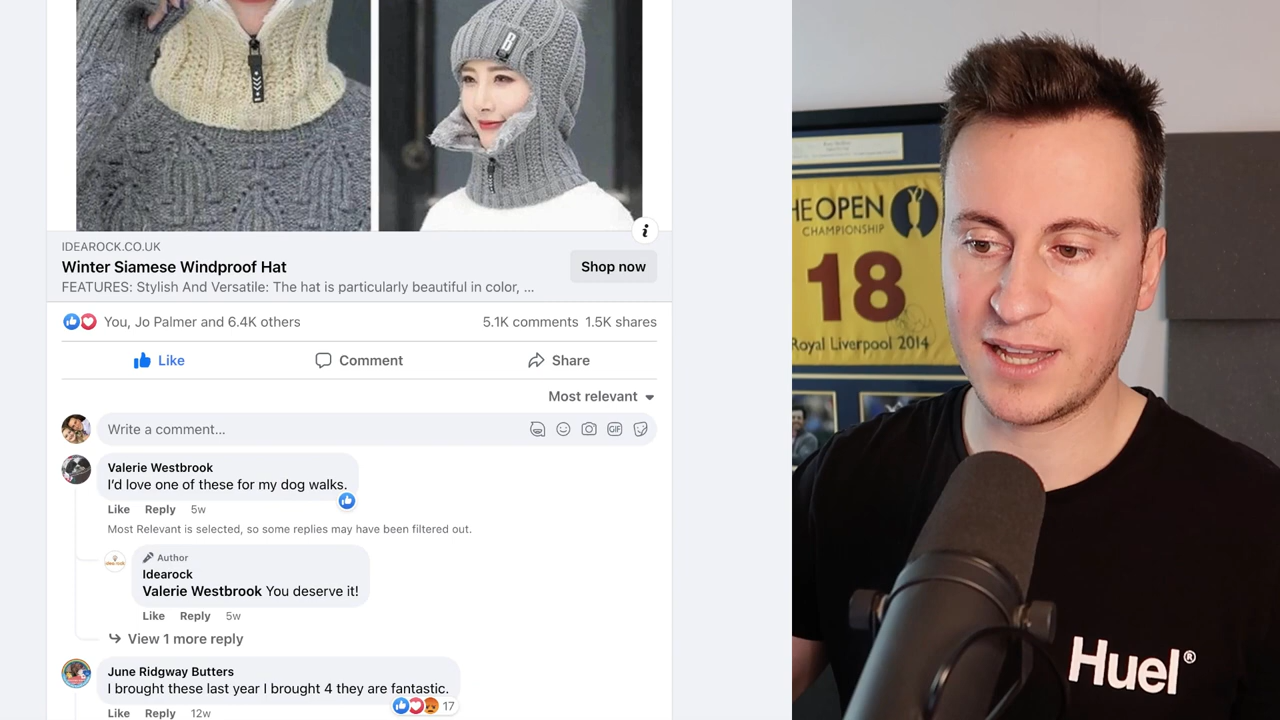 B
IDEAROCK.CO.UK
Winter Siamese Windproof Hat
FEATURES: Stylish And Versatile: The hat is particularly beautiful in color, ...
Shop now
You, Jo Palmer and 6.4K others
5.1K comments 1.5K shares
Like
Comment
Share
Most relevant
Write a comment...
GIF
Valerie Westbrook
I'd love one of these for my dog walks.
Like Reply 5w
Most Relevant is selected, so some replies may have been filtered out.
Author
Idearock
Valerie Westbrook You deserve it!
Like Reply 5w
View 1 more reply
June Ridgway Butters
I brought these last year I brought 4 they are fantastic.
17
Like Reply 12w
HE OPEN
CHAMPIONSHIP
18
Royal Liverpool 2014
Huel®